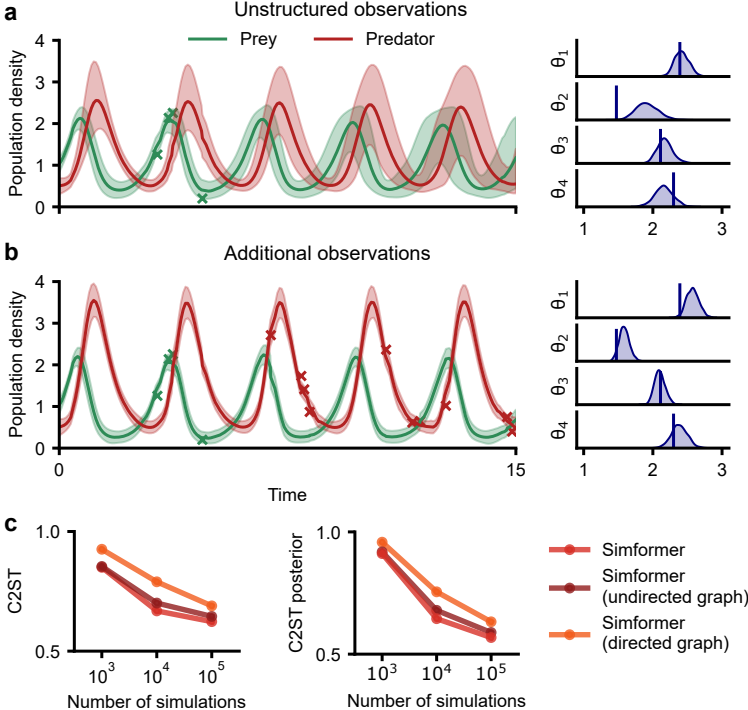 a
Unstructured observations
Prey
Predator
Population density
4
3
2
1
0
0
15
θ1
θ2
θ3
θ4
1
2
3
b
Additional observations
Population density
4
3
2
1
0
0
15
Time
θ1
θ2
θ3
θ4
1
2
3
c
C2ST
1.0
0.5
10³
10⁴
10⁵
Number of simulations
C2ST posterior
1.0
0.5
10³
10⁴
10⁵
Number of simulations
Simformer
Simformer
(undirected graph)
Simformer
(directed graph)